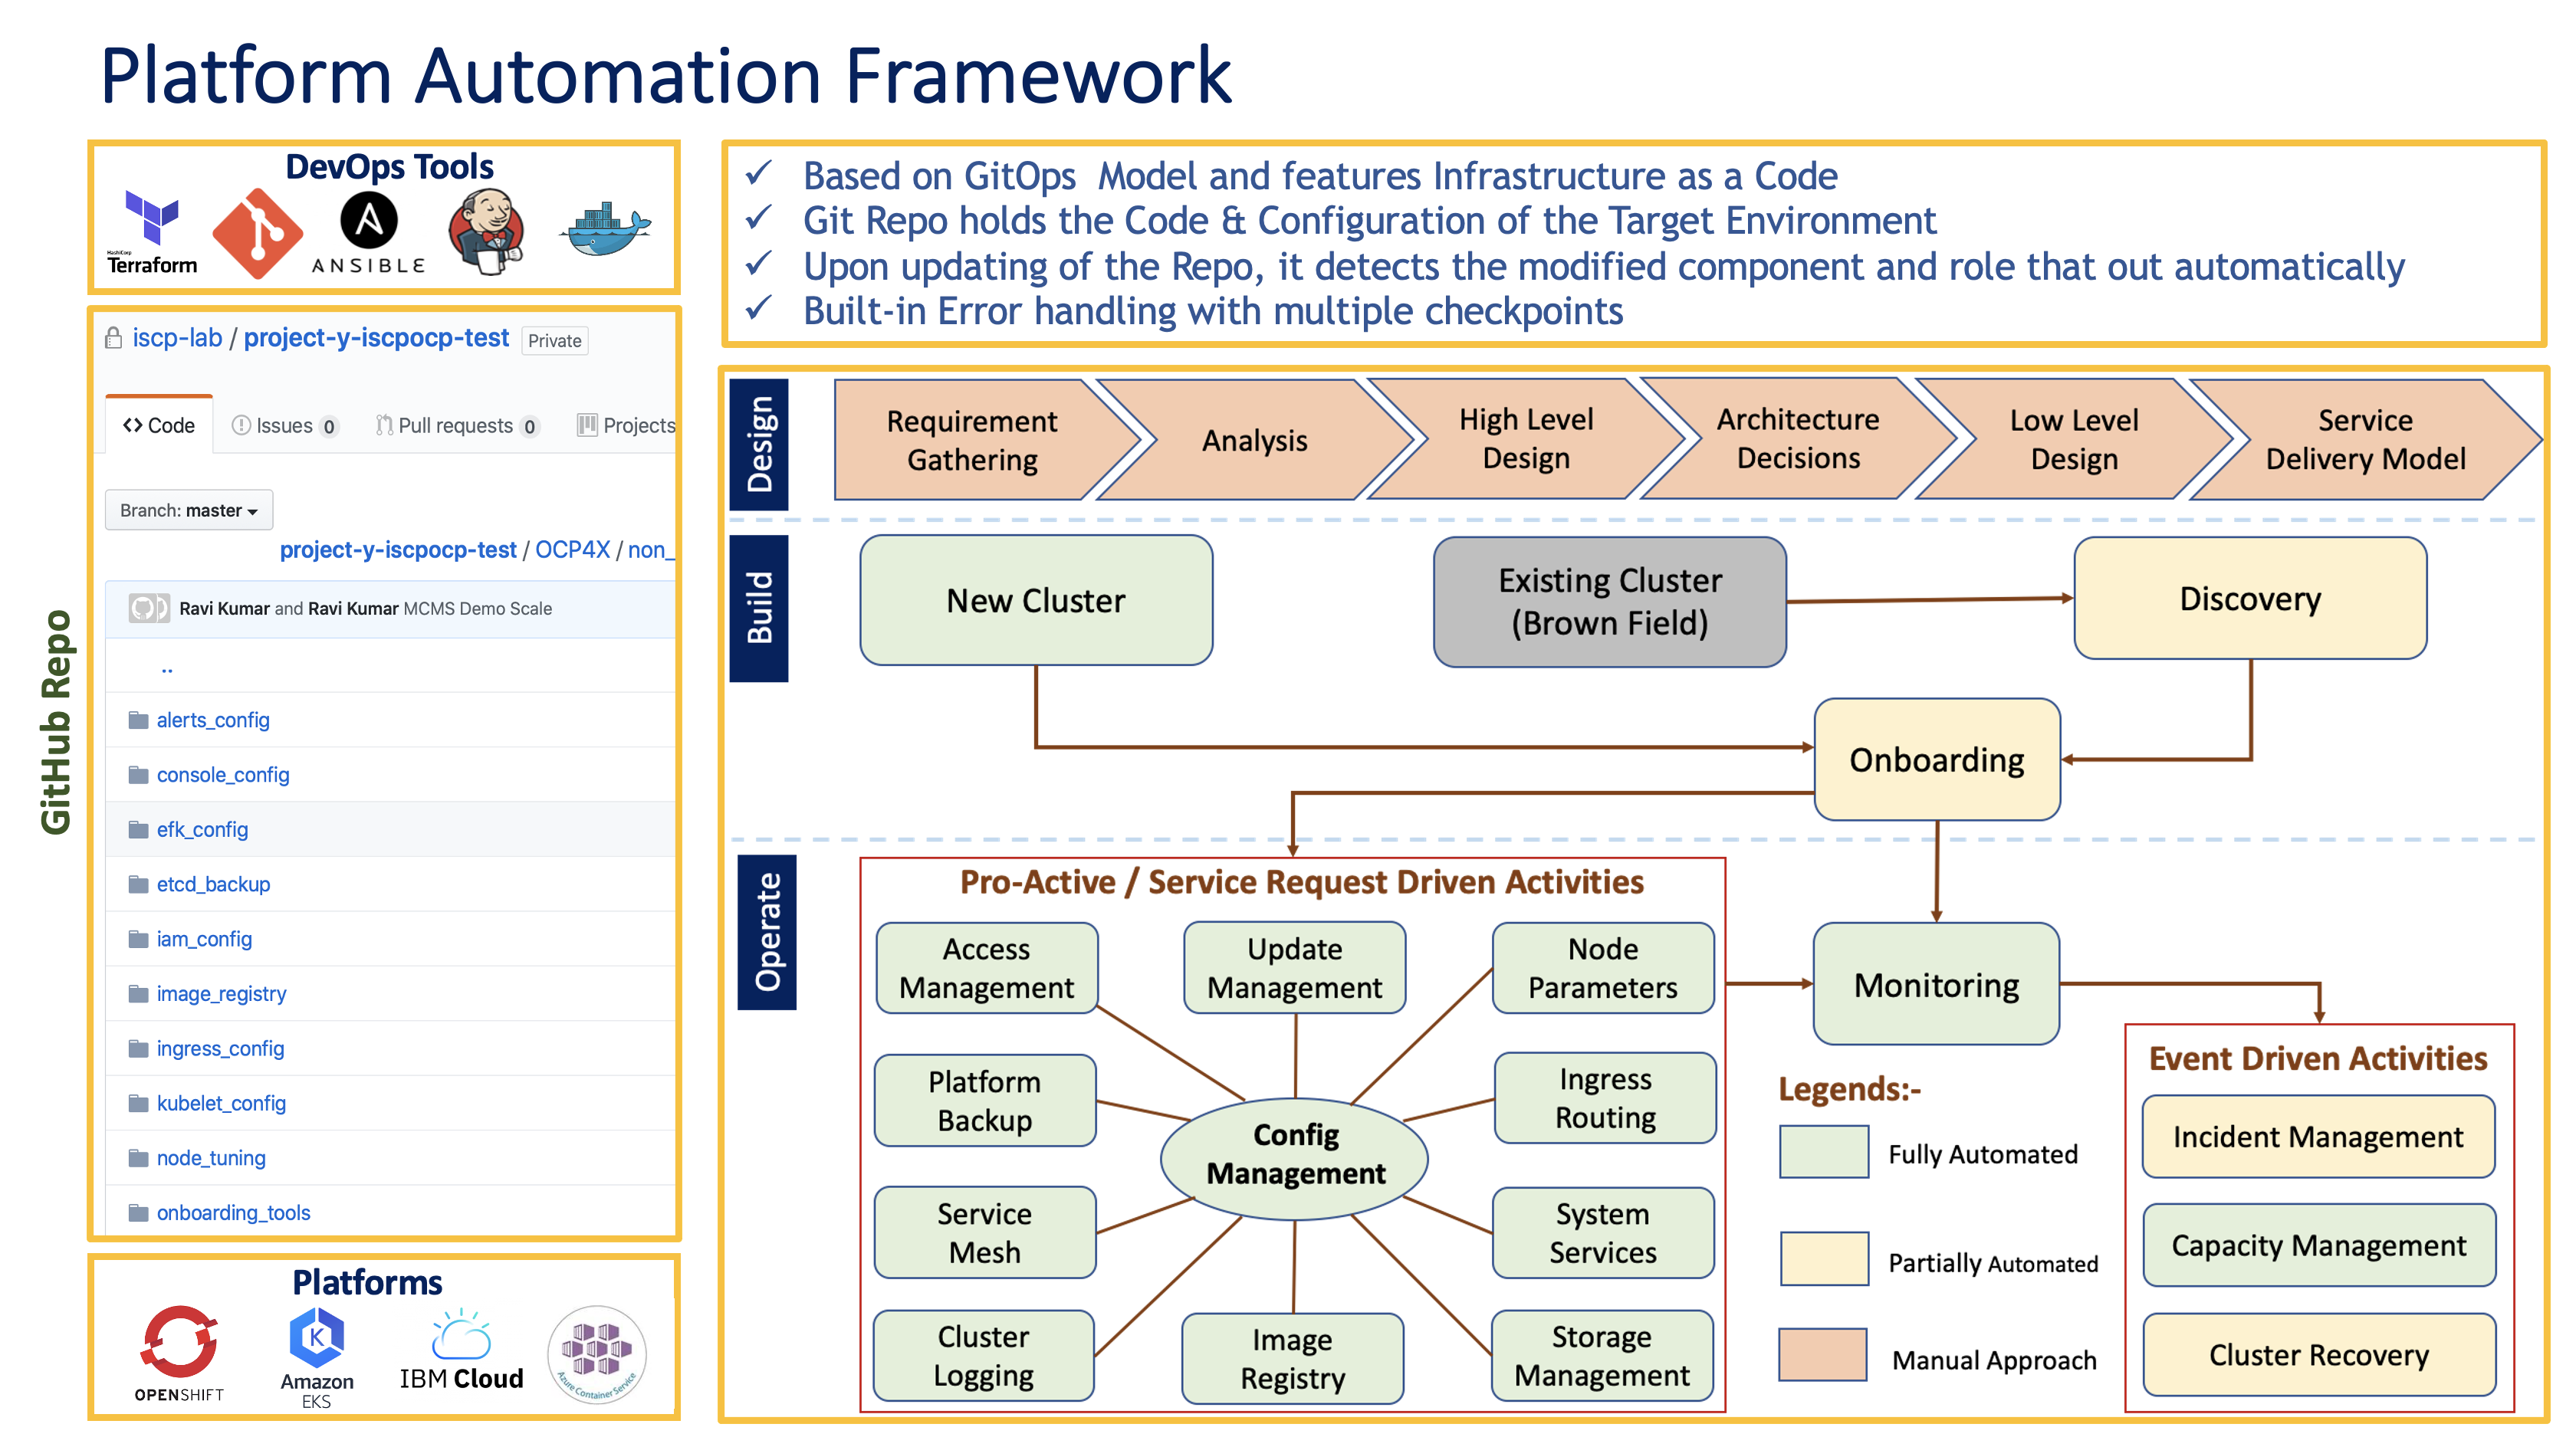 Platform Automation Framework
DevOps Tools
HashiCorp
Terraform
ANSIBLE
✓ Based on GitOps  Model and features Infrastructure as a Code
✓ Git Repo holds the Code & Configuration of the Target Environment
✓ Upon updating of the Repo, it detects the modified component and role that out automatically
✓ Built-in Error handling with multiple checkpoints
GitHub Repo
iscp-lab / project-y-iscpocp-test Private
<> Code Issues 0 Pull requests 0 Projects
Branch: master
project-y-iscpocp-test / OCP4X / non_
Ravi Kumar and Ravi Kumar MCMS Demo Scale
..
alerts_config
console_config
efk_config
etcd_backup
iam_config
image_registry
ingress_config
kubelet_config
node_tuning
onboarding_tools
Platforms
OPENSHIFT
K
Amazon
EKS
IBM Cloud
Azure Container Service
Design
Requirement
Gathering
Analysis
High Level
Design
Architecture
Decisions
Low Level
Design
Service
Delivery Model
Build
New Cluster
Existing Cluster
(Brown Field)
Discovery
Onboarding
Operate
Pro-Active / Service Request Driven Activities
Access
Management
Update
Management
Node
Parameters
Platform
Backup
Ingress
Routing
Config
Management
Service
Mesh
System
Services
Cluster
Logging
Image
Registry
Storage
Management
Monitoring
Legends:-
Fully Automated
Partially Automated
Manual Approach
Event Driven Activities
Incident Management
Capacity Management
Cluster Recovery